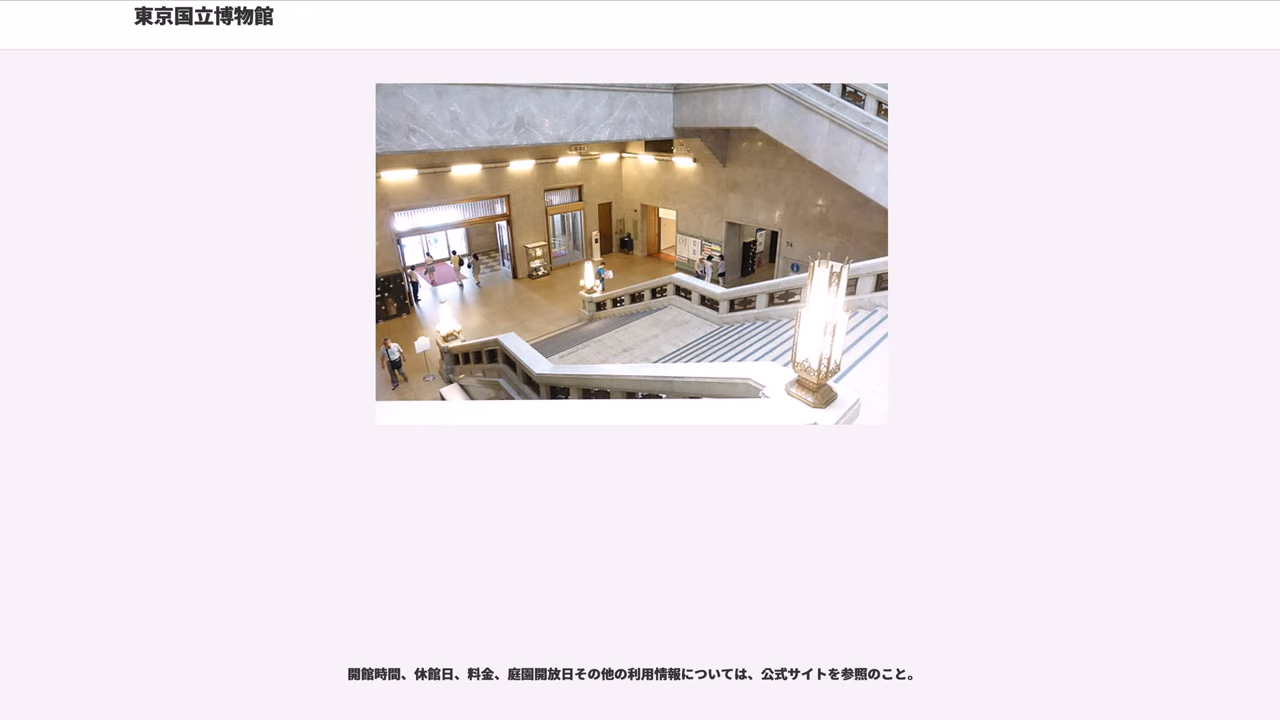 東京国立博物館
開館時間、休館日、料金、庭園開放日その他の利用情報については、公式サイトを参照のこと。